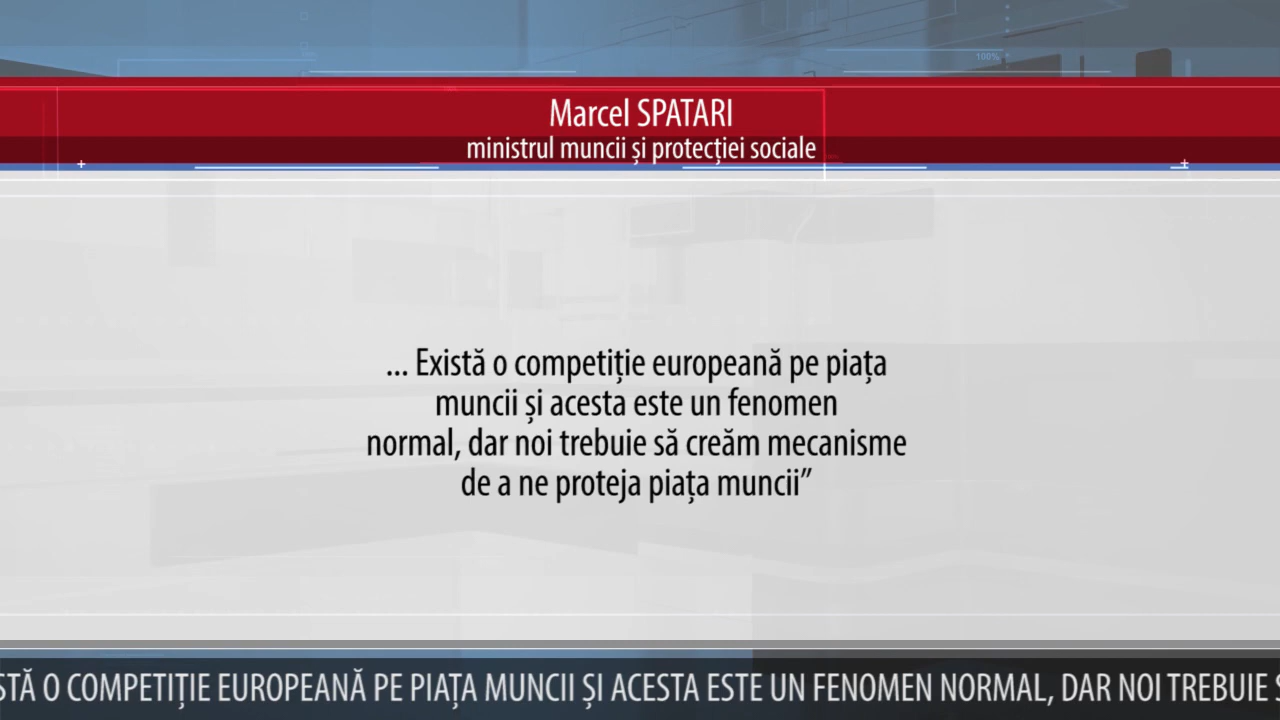 100%
Marcel SPATARI
ministrul muncii și protecției sociale
... Există o competiție europeană pe piața
muncii și acesta este un fenomen
normal, dar noi trebuie să creăm mecanisme
de a ne proteja piața muncii”
STĂ O COMPETIȚIE EUROPEANĂ PE PIAȚA MUNCII ȘI ACESTA ESTE UN FENOMEN NORMAL, DAR NOI TREBUIE